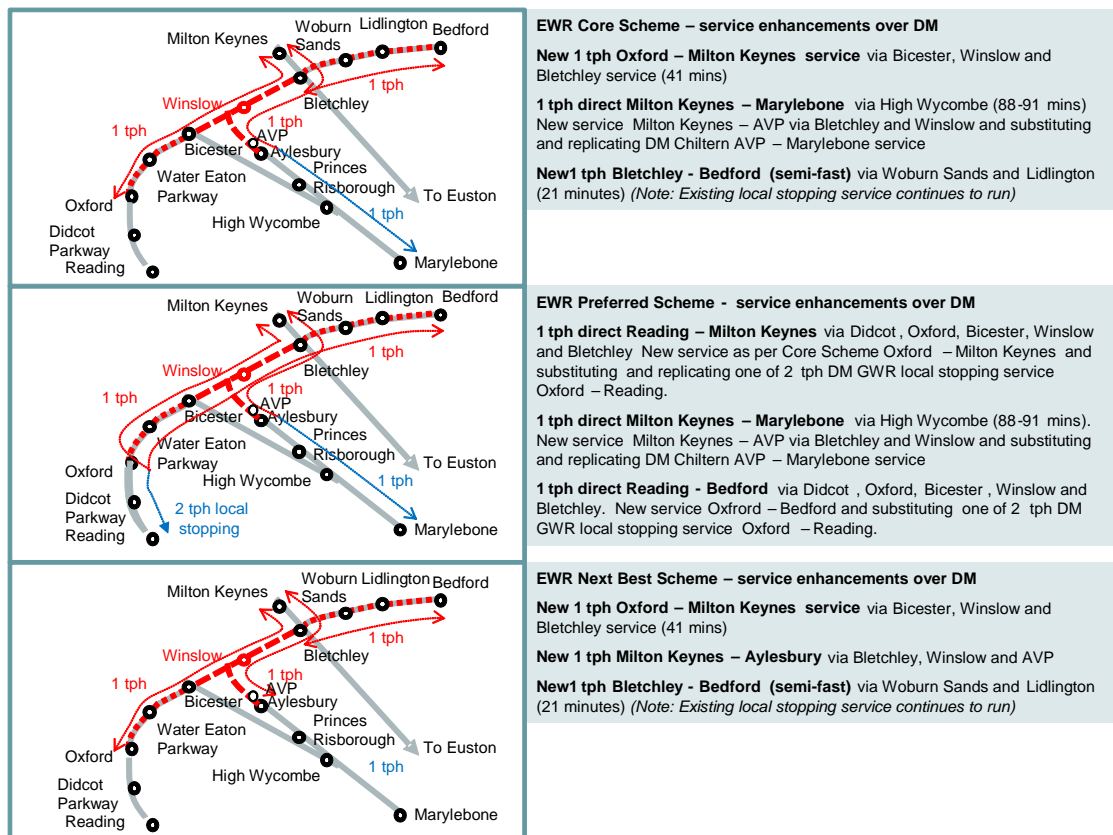 Milton Keynes
Woburn
Sands
Lidlington
Bedford
Winslow
1 tph
Bletchley
1 tph
1 tph
AVP
Bicester
Aylesbury
Water Eaton
Parkway
Princes
Risborough
To Euston
Oxford
High Wycombe
1 tph
Didcot
Parkway
Reading
Marylebone
EWR Core Scheme – service enhancements over DM
New 1 tph Oxford – Milton Keynes service via Bicester, Winslow and
Bletchley service (41 mins)
1 tph direct Milton Keynes – Marylebone via High Wycombe (88-91 mins)
New service Milton Keynes – AVP via Bletchley and Winslow and substituting
and replicating DM Chiltern AVP – Marylebone service
New1 tph Bletchley - Bedford (semi-fast) via Woburn Sands and Lidlington
(21 minutes) (Note: Existing local stopping service continues to run)
Milton Keynes
Woburn
Sands
Lidlington
Bedford
Winslow
1 tph
Bletchley
1 tph
1 tph
AVP
Bicester
Aylesbury
Water Eaton
Parkway
Princes
Risborough
To Euston
Oxford
High Wycombe
1 tph
Didcot
Parkway
Reading
2 tph local
stopping
Marylebone
EWR Preferred Scheme - service enhancements over DM
1 tph direct Reading – Milton Keynes via Didcot , Oxford, Bicester, Winslow
and Bletchley New service as per Core Scheme Oxford – Milton Keynes and
substituting and replicating one of 2 tph DM GWR local stopping service
Oxford – Reading.
1 tph direct Milton Keynes – Marylebone via High Wycombe (88-91 mins).
New service Milton Keynes – AVP via Bletchley and Winslow and substituting
and replicating DM Chiltern AVP – Marylebone service
1 tph direct Reading - Bedford via Didcot , Oxford, Bicester , Winslow and
Bletchley. New service Oxfrord – Bedford and substituting one of 2 tph DM
GWR local stopping service Oxford – Reading.
Milton Keynes
Woburn Lidlington
Sands
Bedford
Winslow
1 tph
Bletchley
1 tph
1 tph
AVP
Bicester
Aylesbury
Water Eaton
Parkway
Princes
Risborough
To Euston
Oxford
High Wycombe
1 tph
Didcot
Parkway
Reading
Marylebone
EWR Next Best Scheme – service enhancements over DM
New 1 tph Oxford – Milton Keynes service via Bicester, Winslow and
Bletchley service (41 mins)
New 1 tph Milton Keynes – Aylesbury via Bletchley, Winslow and AVP
New1 tph Bletchley - Bedford (semi-fast) via Woburn Sands and Lidlington
(21 minutes) (Note: Existing local stopping service continues to run)